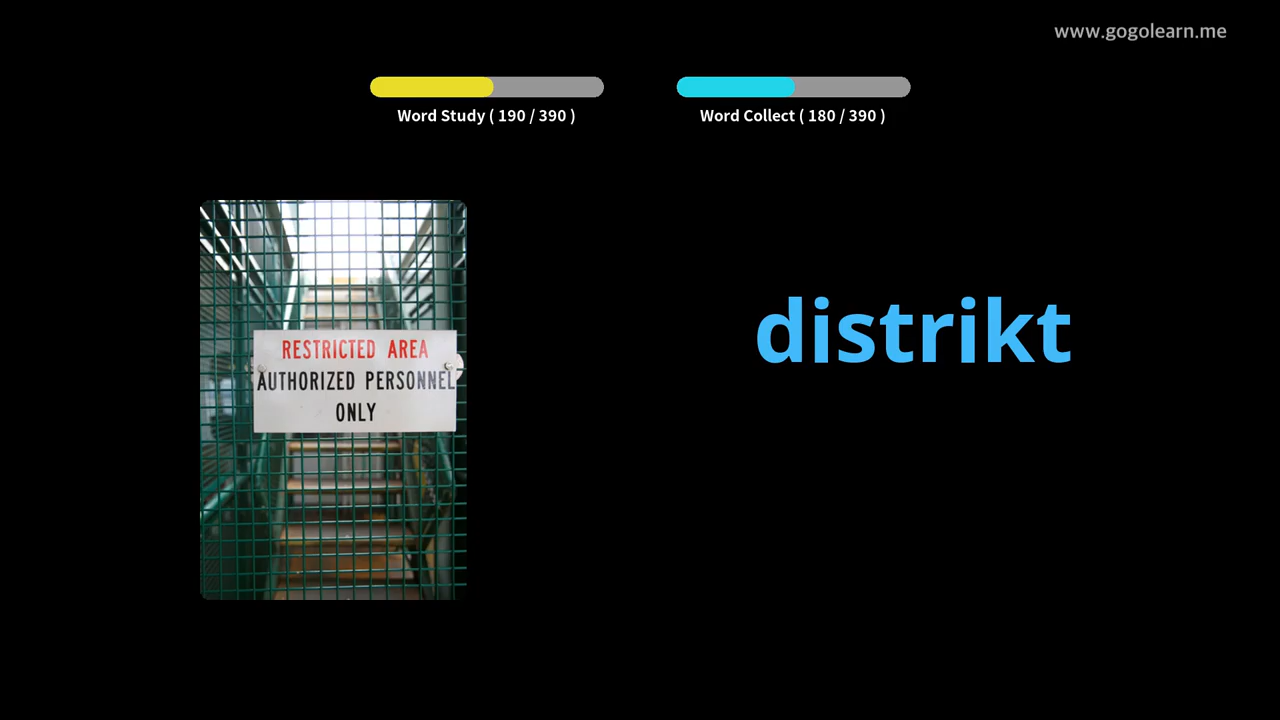 www.gogolearn.me
Word Study ( 190 / 390 )
Word Collect ( 180 / 390 )
RESTRICTED AREA
AUTHORIZED PERSONNEL
ONLY
distrikt